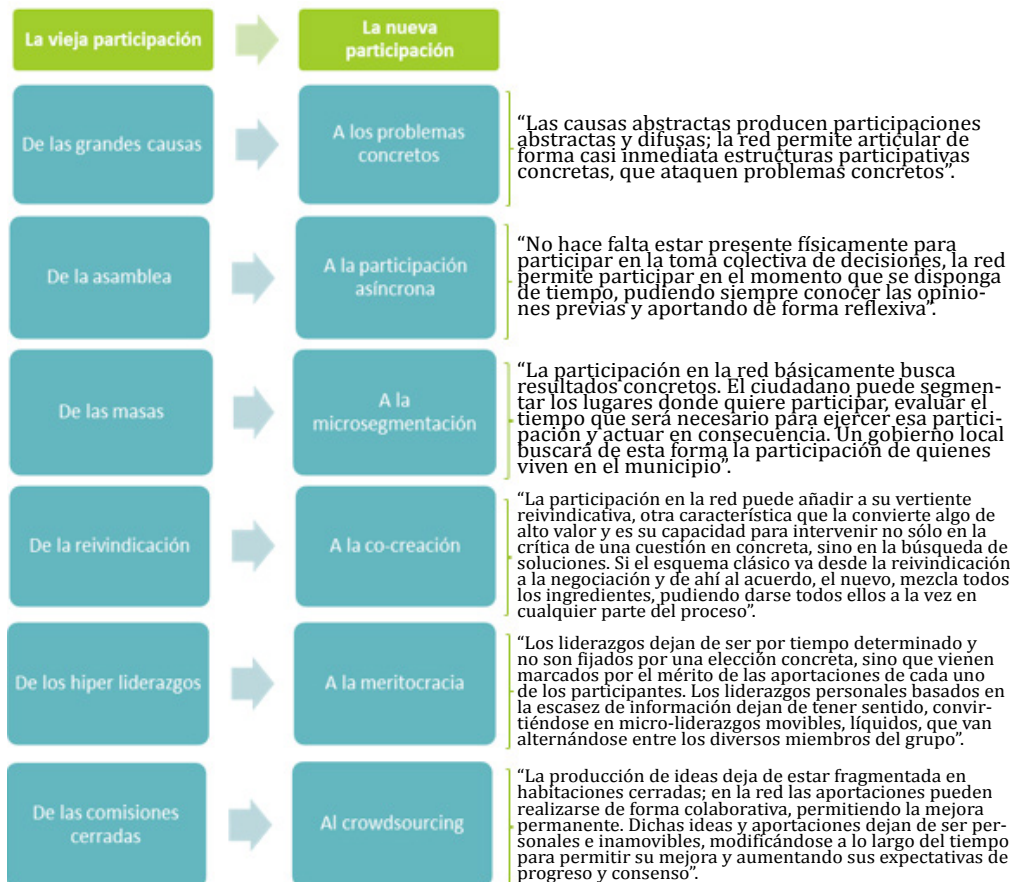 La vieja participación
La nueva
participación
De las grandes causas
A los problemas
concretos
“Las causas abstractas producen participaciones
abstractas y difusas; la red permite articular de
forma casi inmediata estructuras participativas
concretas, que ataquen problemas concretos”.
De la asamblea
A la participación
asíncrona
“No hace falta estar presente físicamente para
participar en la toma colectiva de decisiones, la red
permite participar en el momento que se disponga
de tiempo, pudiendo siempre conocer las opinio-
nes previas y aportando de forma reflexiva”.
De las masas
A la
microsegmentación
“La participación en la red básicamente busca
resultados concretos. El ciudadano puede segmen-
tar los lugares donde quiere participar, evaluar el
tiempo que será necesario para ejercer esa partici-
pación y actuar en consecuencia. Un gobierno local
buscará de esta forma la participación de quienes
viven en el municipio”.
De la reivindicación
A la co-creación
“La participación en la red puede añadir a su vertiente
reivindicativa, otra característica que la convierte algo de
alto valor y es su capacidad para intervenir no sólo en la
crítica de una cuestión en concreta, sino en la búsqueda de
soluciones. Si el esquema clásico va desde la reivindicación
a la negociación y de ahí al acuerdo, el nuevo, mezcla todos
los ingredientes, pudiendo darse todos ellos a la vez en
cualquier parte del proceso”.
De los hiper liderazgos
A la meritocracia
“Los liderazgos dejan de ser por tiempo determinado y
no son fijados por una elección concreta, sino que vienen
marcados por el mérito de las aportaciones de cada uno
de los participantes. Los liderazgos personales basados en
la escasez de información dejan de tener sentido, convir-
tiéndose en micro-liderazgos movibles, líquidos, que van
alternándose entre los diversos miembros del grupo”.
De las comisiones
cerradas
Al crowdsourcing
“La producción de ideas deja de estar fragmentada en
habitaciones cerradas; en la red las aportaciones pueden
realizarse de forma colaborativa, permitiendo la mejora
permanente. Dichas ideas y aportaciones dejan de ser per-
sonales e inamovibles, modificándose a lo largo del tiempo
para permitir su mejora y aumentando sus expectativas de
progreso y consenso”.